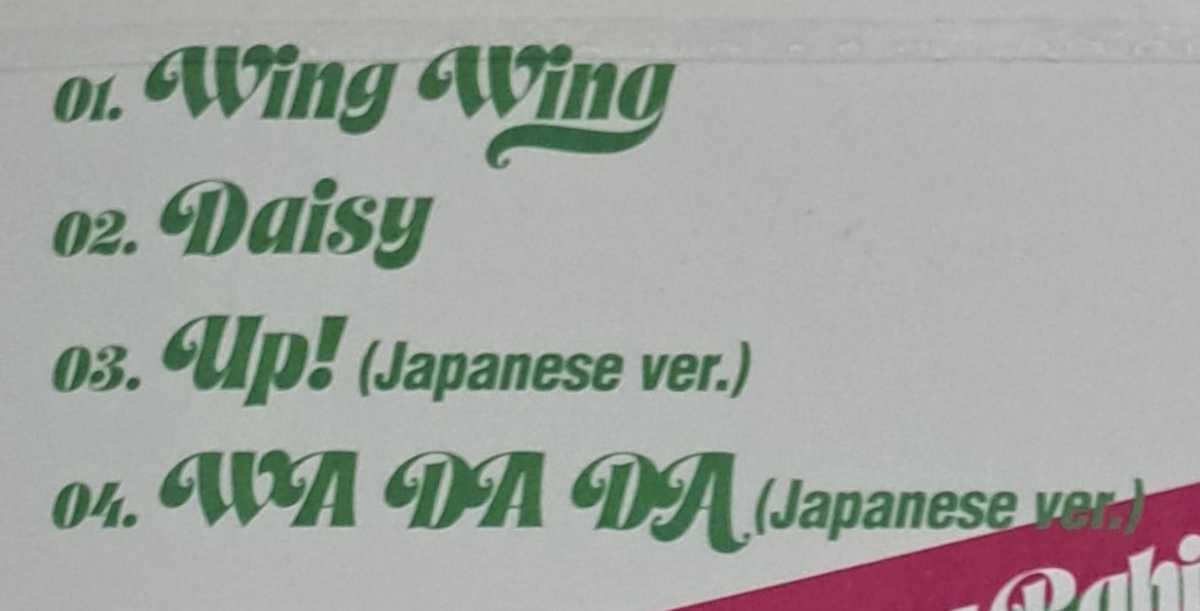 01. Wing Wing
02. Daisy
03. Up! (Japanese ver.)
04. WA DA DA (Japanese ver.)